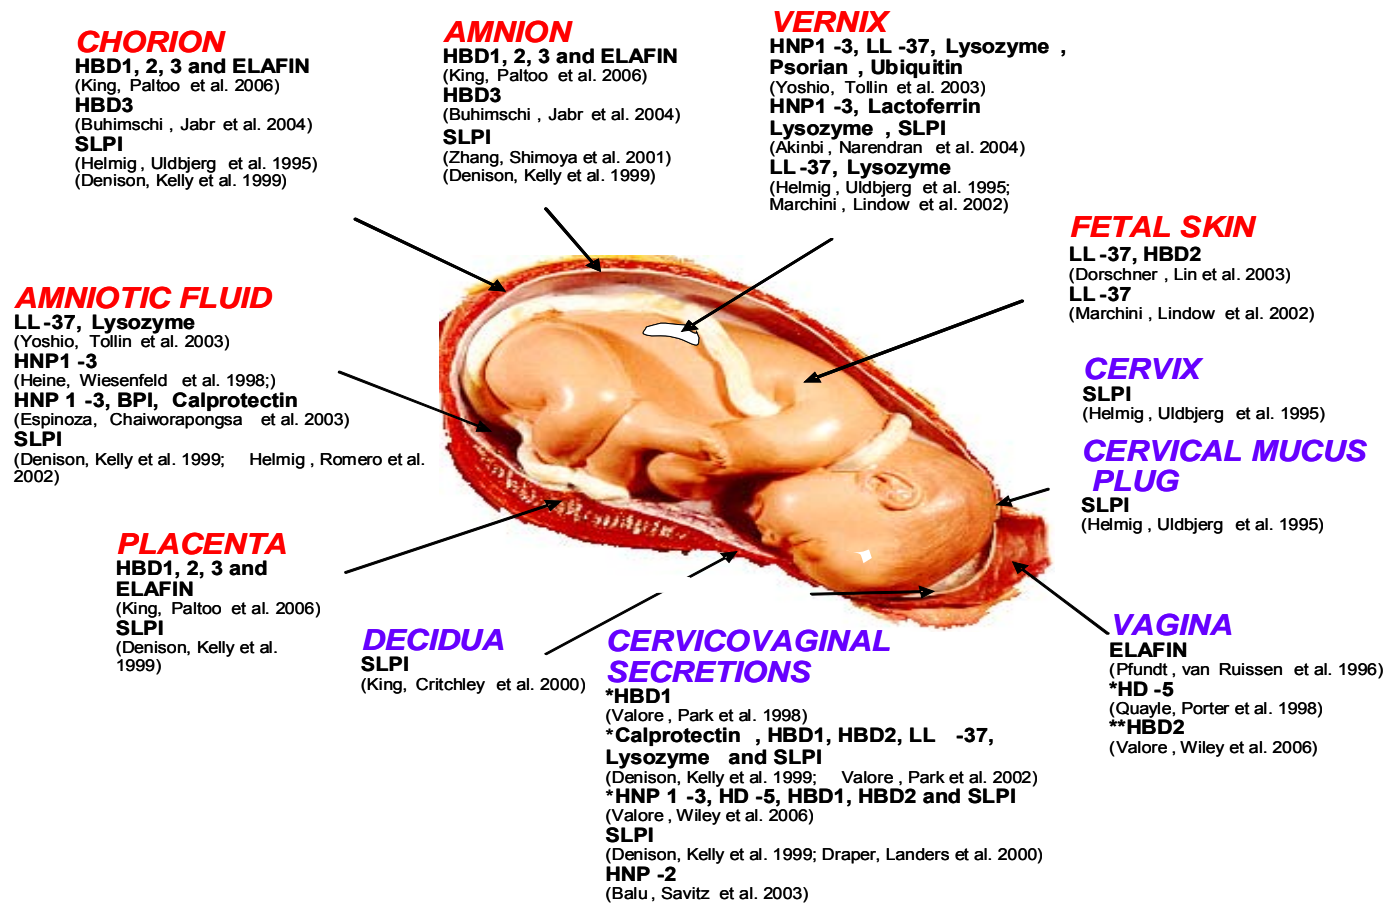 CHORION
HBD1, 2, 3 and ELAFIN
(King, Paltoo et al. 2006)
HBD3
(Buhimschi , Jabr et al. 2004)
SLPI
(Helmig, Uldbjerg et al. 1995)
(Denison, Kelly et al. 1999)
AMNION
HBD1, 2, 3 and ELAFIN
(King, Paltoo et al. 2006)
HBD3
(Buhimschi , Jabr et al. 2004)
SLPI
(Zhang, Shimoya et al. 2001)
(Denison, Kelly et al. 1999)
VERNIX
HNP1 -3, LL -37, Lysozyme ,
Psorian , Ubiquitin
(Yoshio, Tollin et al. 2003)
HNP1 -3, Lactoferrin
Lysozyme , SLPI
(Akinbi , Narendran et al. 2004)
LL -37, Lysozyme
(Helmig , Uldbjerg et al. 1995;
Marchini , Lindow et al. 2002)
FETAL SKIN
LL -37, HBD2
(Dorschner , Lin et al. 2003)
LL -37
(Marchini , Lindow et al. 2002)
AMNIOTIC FLUID
LL -37, Lysozyme
(Yoshio, Tollin et al. 2003)
HNP1 -3
(Heine, Wiesenfeld et al. 1998;)
HNP 1 -3, BPI, Calprotectin
(Espinoza, Chaiworapongsa et al. 2003)
SLPI
(Denison, Kelly et al. 1999; Helmig , Romero et al.
2002)
CERVIX
SLPI
(Helmig , Uldbjerg et al. 1995)
CERVICAL MUCUS
PLUG
SLPI
(Helmig , Uldbjerg et al. 1995)
PLACENTA
HBD1, 2, 3 and
ELAFIN
(King, Paltoo et al. 2006)
SLPI
(Denison, Kelly et al.
1999)
DECIDUA
SLPI
(King, Critchley et al. 2000)
CERVICOVAGINAL
SECRETIONS
*HBD1
(Valore , Park et al. 1998)
*Calprotectin , HBD1, HBD2, LL -37,
Lysozyme and SLPI
(Denison, Kelly et al. 1999; Valore , Park et al. 2002)
*HNP 1 -3, HD -5, HBD1, HBD2 and SLPI
(Valore , Wiley et al. 2006)
SLPI
(Denison, Kelly et al. 1999; Draper, Landers et al. 2000)
HNP -2
(Balu , Savitz et al. 2003)
VAGINA
ELAFIN
(Pfundt , van Ruissen et al. 1996)
*HD -5
(Quayle, Porter et al. 1998)
**HBD2
(Valore , Wiley et al. 2006)